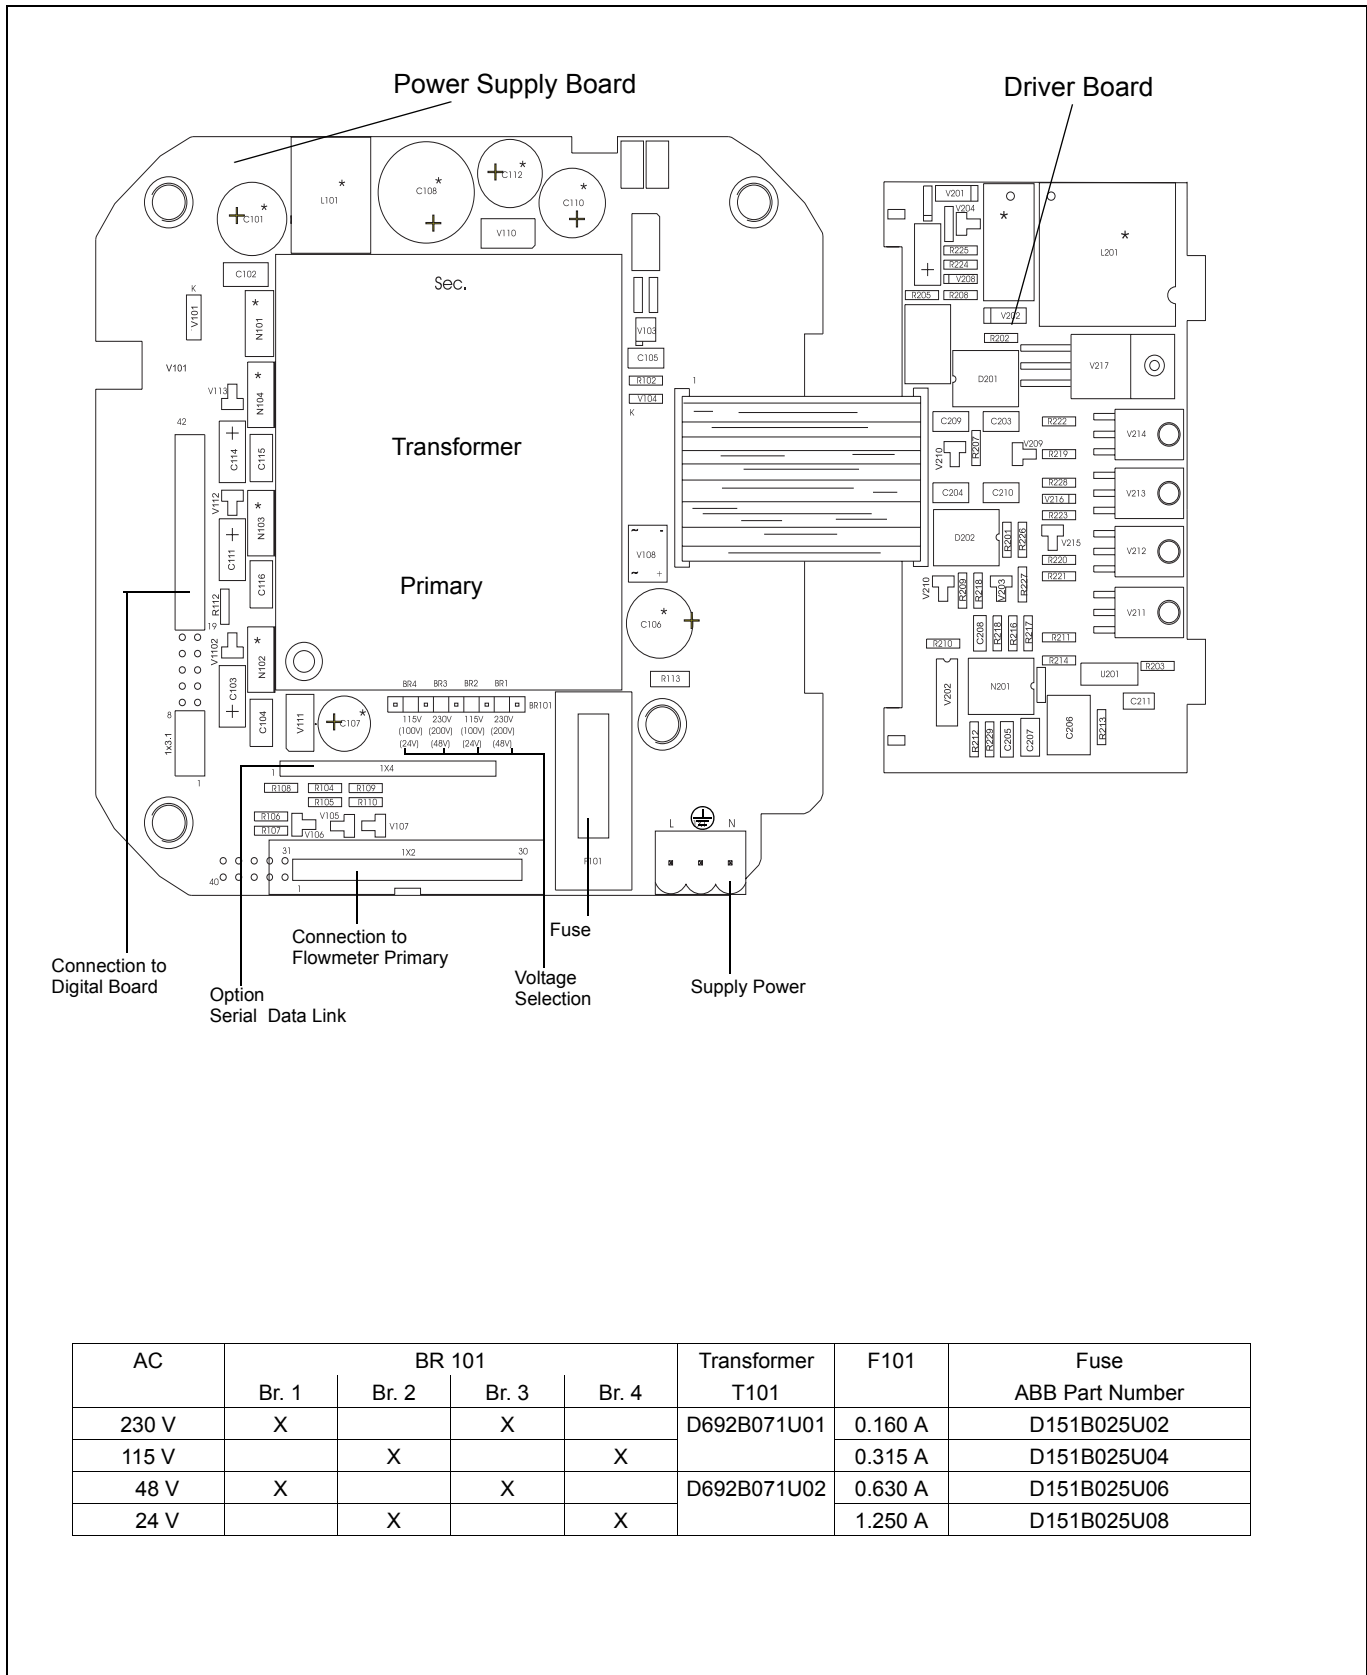 Power Supply Board
Driver Board
C101
L101
C108
C112
C110
V110
C102
Sec.
K
V101
N101
V101
V113
N104
42
C114
C115
V112
N103
C111
C116
R112
19
V1102
N102
C103
C104
8
1x3.1
1
V103
C105
R102
V104
K
1
Transformer
Primary
V108
C106
R113
V111
C107
BR4 BR3 BR2 BR1
BR101
115V 230V 115V 230V
(100V) (200V) (100V) (200V)
(24V) (48V) (24V) (48V)
1 1X4
R108 R104 R109
R105 R110
R106 V105
R107 V106 V107
31 1X2 30
40 1
F101
L N
V201
V204
R225
R224
V208
R205 R208
L201
V202
R202
D201
V217
C209 C203 R222
V210 R207 V209
R219
V214
C204 C210 R228
V216
R223
V213
D202 R201 R226 V215
R220
R221
V212
V210 R209 R218 V203 R227
V211
R210 C208 R218 R216 R217 R211
R214
V202 N201 U201 R203
C211
R212 R229 C205 C207 C206 R213
Connection to
Digital Board
Option
Serial Data Link
Connection to
Flowmeter Primary
Fuse
Voltage
Selection
Supply Power
AC BR 101 Transformer F101 Fuse
Br. 1 Br. 2 Br. 3 Br. 4 T101 ABB Part Number
230 V X X D692B071U01 0.160 A D151B025U02
115 V X X 0.315 A D151B025U04
48 V X X D692B071U02 0.630 A D151B025U06
24 V X X 1.250 A D151B025U08